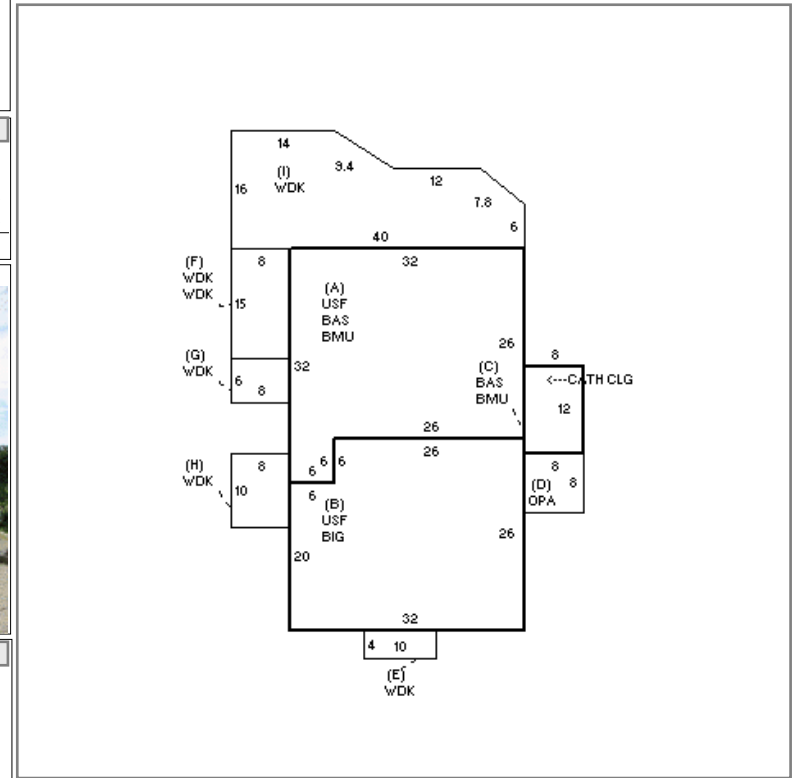 14
9.4
(I)
WDK
12
16
7.8
6
40
(F)
WDK
WDK
8
32
(A)
USF
BAS
BMU
15
26
8
(G)
WDK
32
(C)
BAS
BMU
<---CATH CLG
6
8
12
26
26
6
6
6
8
(H)
WDK
8
10
6
(B)
USF
BIG
(D)
OPA
8
20
26
32
4
10
(E)
WDK